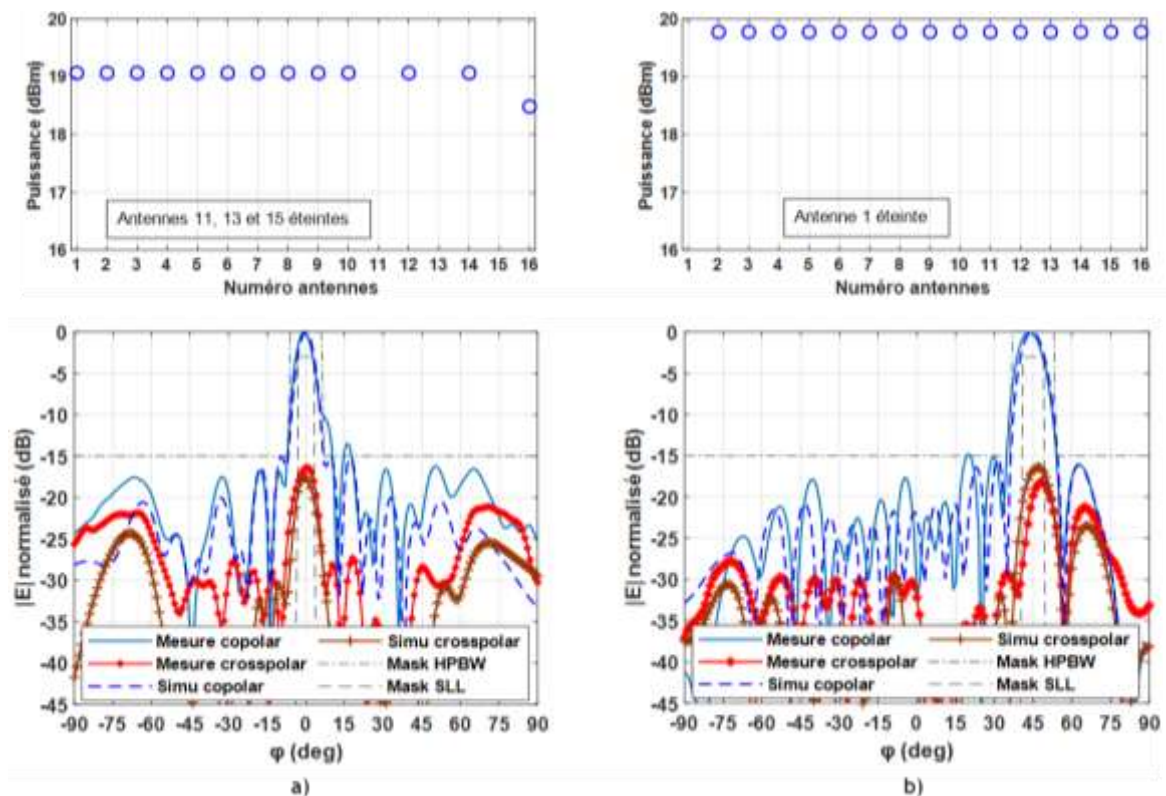 20
19
18
17
16
Puissance (dBm)
Antennes 11, 13 et 15 éteintes
1 2 3 4 5 6 7 8 9 10 11 12 13 14 15 16
Numéro antennes
20
19
18
17
16
Puissance (dBm)
Antenne 1 éteinte
1 2 3 4 5 6 7 8 9 10 11 12 13 14 15 16
Numéro antennes
0
-5
-10
-15
-20
-25
-30
-35
-40
-45
|E| normalisé (dB)
Mesure copolar
Mesure crosspolar
Simu copolar
Simu crosspolar
Mask HPBW
Mask SLL
-90 -75 -60 -45 -30 -15 0 15 30 45 60 75 90
φ (deg)
a)
0
-5
-10
-15
-20
-25
-30
-35
-40
-45
|E| normalisé (dB)
Mesure copolar
Mesure crosspolar
Simu copolar
Simu crosspolar
Mask HPBW
Mask SLL
-90 -75 -60 -45 -30 -15 0 15 30 45 60 75 90
φ (deg)
b)